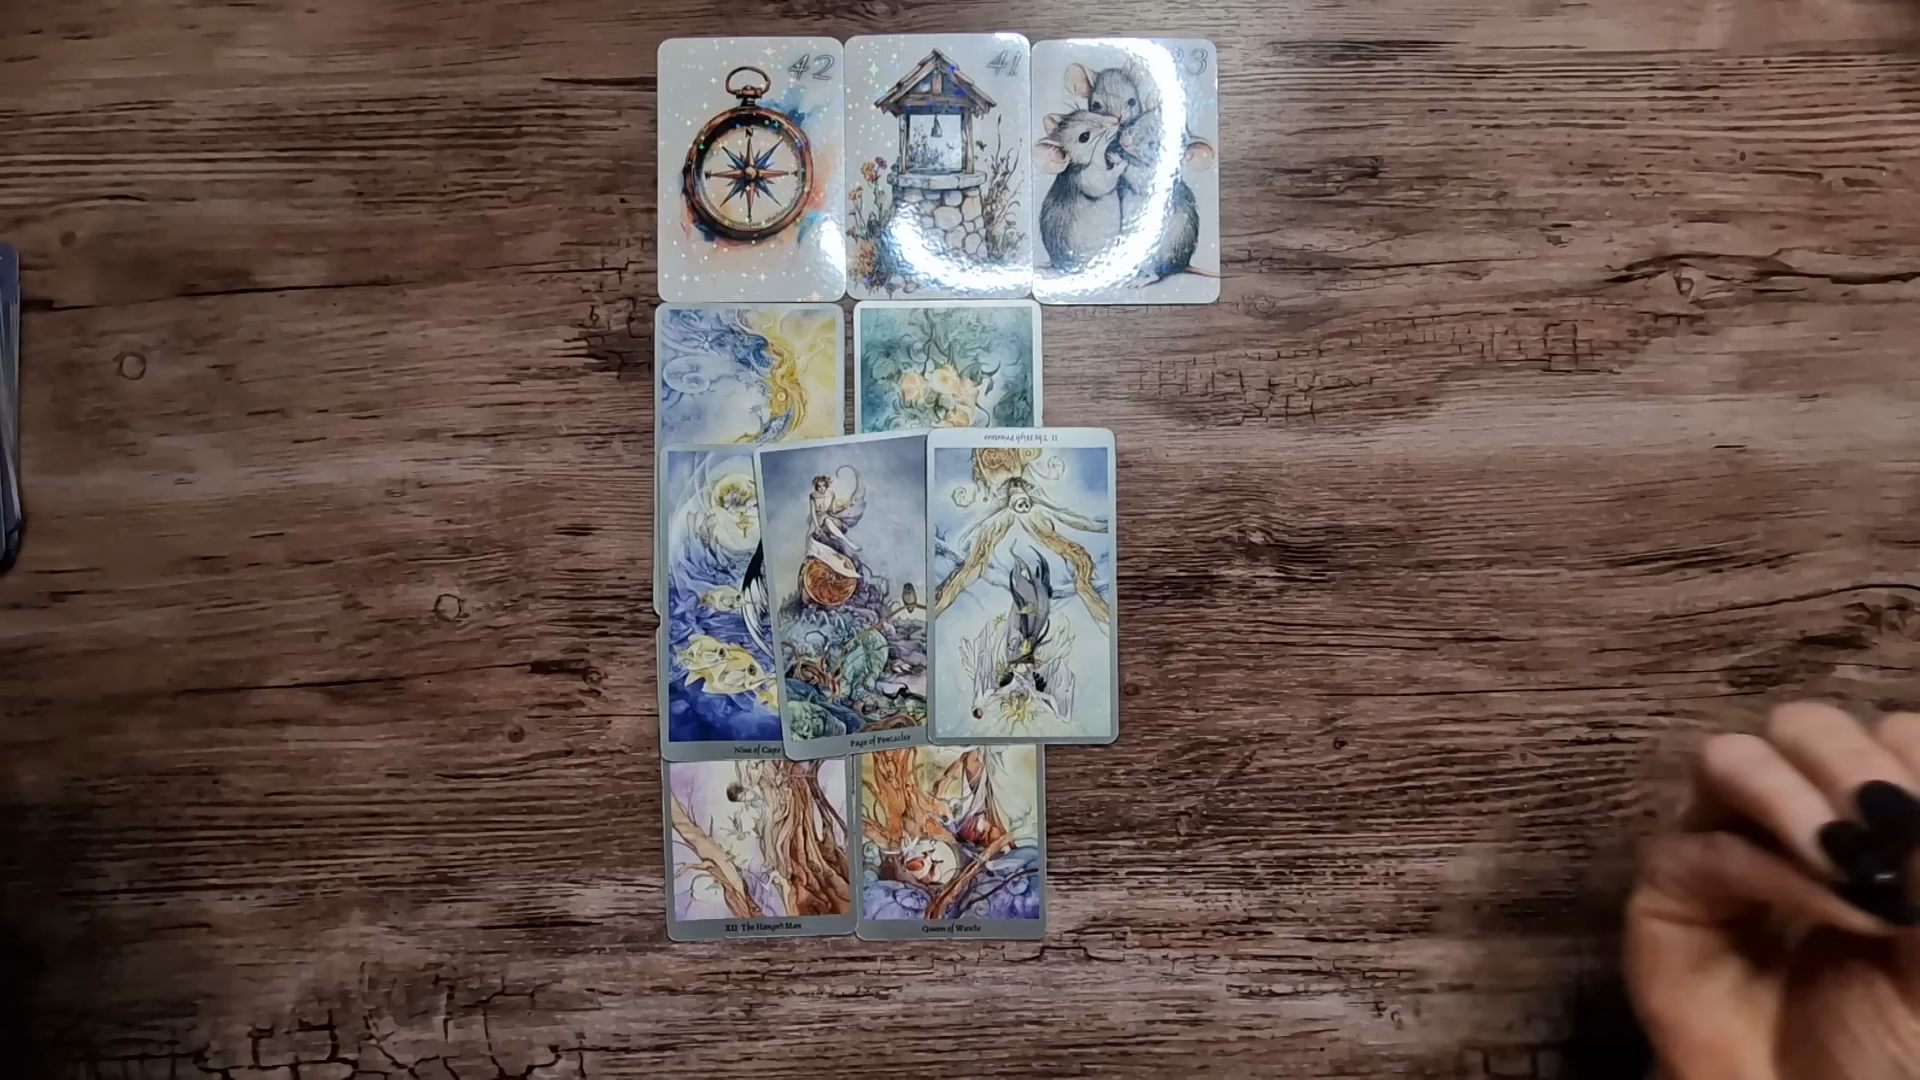 42
41
N
II The High Priestess
Nine of Cups
Page of Pentacles
XII The Hanged Man
Queen of Wands